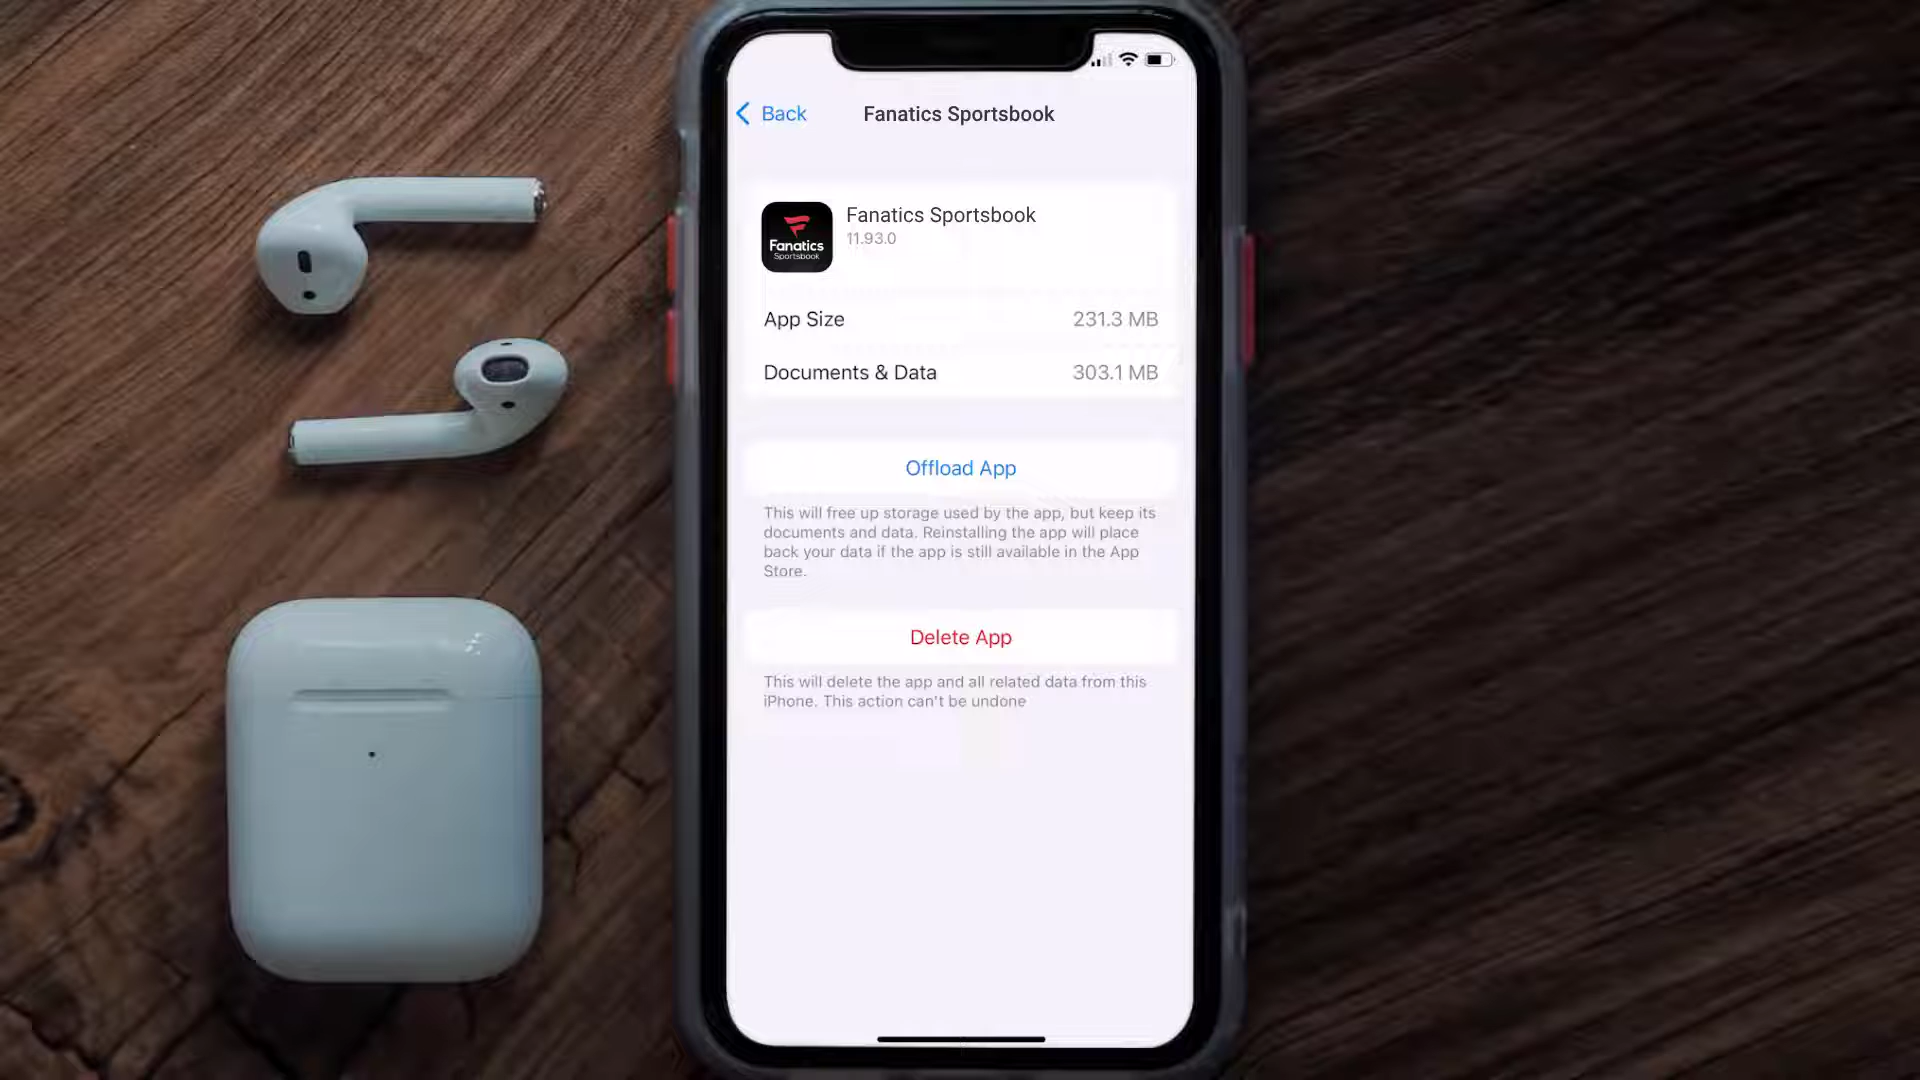 Back
Fanatics Sportsbook
Fanatics
Sportsbook
Fanatics Sportsbook
11.93.0
App Size 231.3 MB
Documents & Data 303.1 MB
Offload App
This will free up storage used by the app, but keep its
documents and data. Reinstalling the app will place
back your data if the app is still available in the App
Store.
Delete App
This will delete the app and all related data from this
iPhone. This action can't be undone